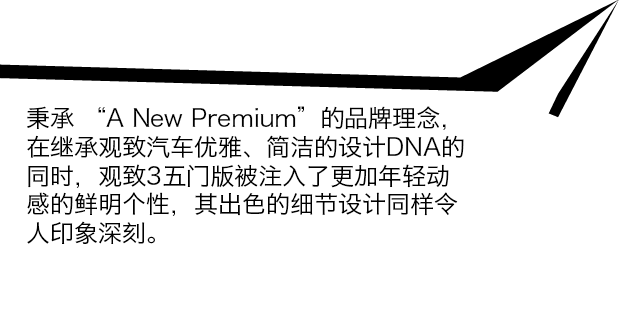 秉承 “A New Premium”的品牌理念，
在继承观致汽车优雅、简洁的设计DNA的
同时，观致3五门版被注入了更加年轻动
感的鲜明个性，其出色的细节设计同样令
人印象深刻。